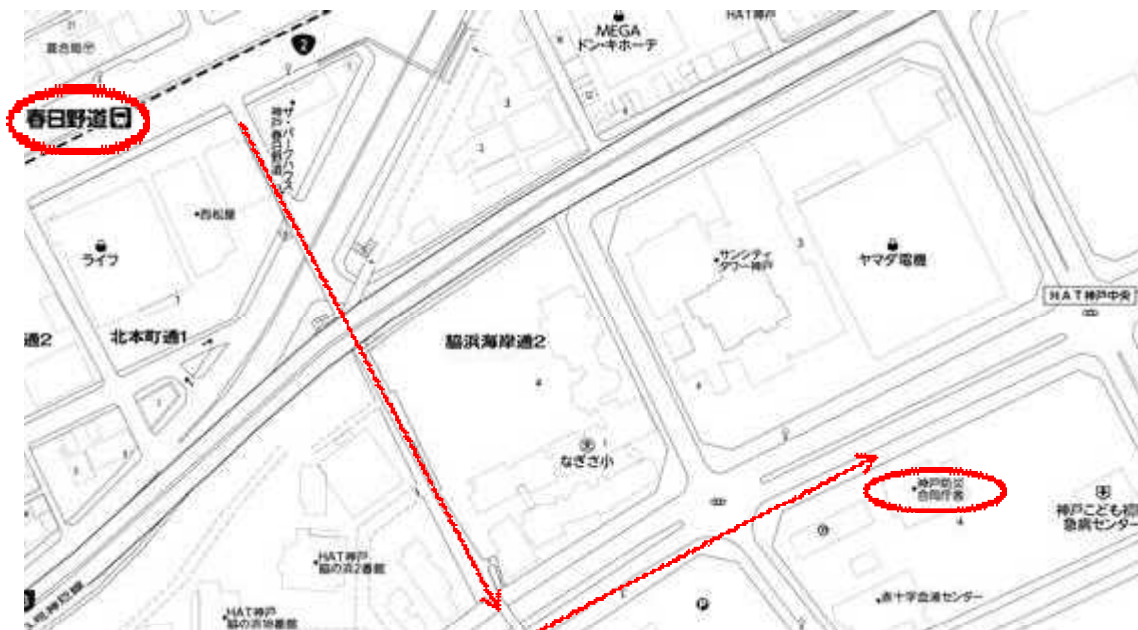 HAT神戸
MEGA
ドン・キホーテ
2
春日野道
ザ・パークハウス
神戸春日野道
西松屋
ライフ
サンシティ
タワー神戸
ヤマダ電機
HAT神戸中央
通2
北本町通1
脇浜海岸通2
なぎさ小
神戸防災
合同庁舎
神戸こども初期
急病センター
HAT神戸
脇の浜2番館
赤十字血液センター
HAT神戸